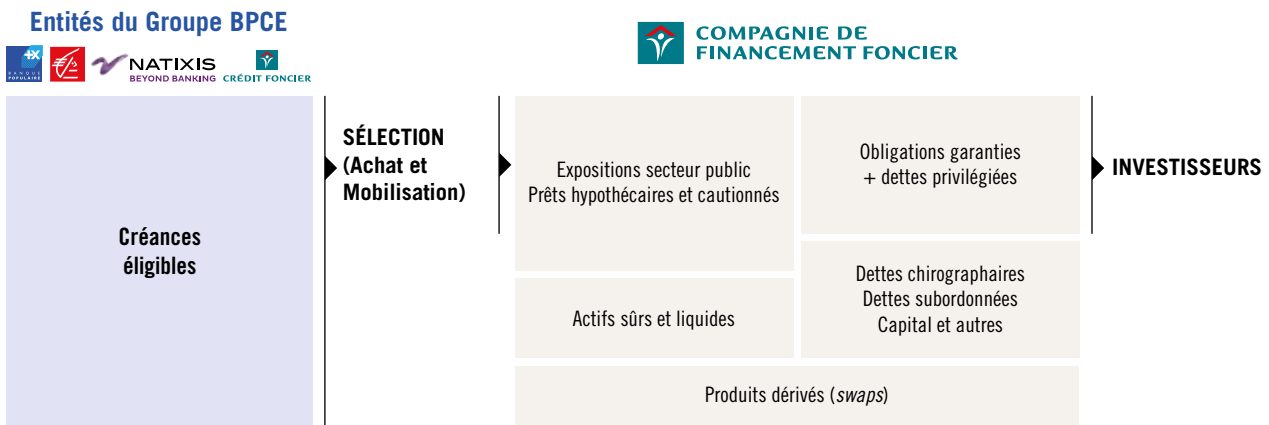 Entités du Groupe BPCE
BANQUE
POPULAIRE
NATIXIS
BEYOND BANKING
CRÉDIT FONCIER
COMPAGNIE DE
FINANCEMENT FONCIER
Créances
éligibles
SÉLECTION
(Achat et
Mobilisation)
Expositions secteur public
Prêts hypothécaires et cautionnés
Actifs sûrs et liquides
Obligations garanties
+ dettes privilégiées
Dettes chirographaires
Dettes subordonnées
Capital et autres
Produits dérivés (swaps)
INVESTISSEURS